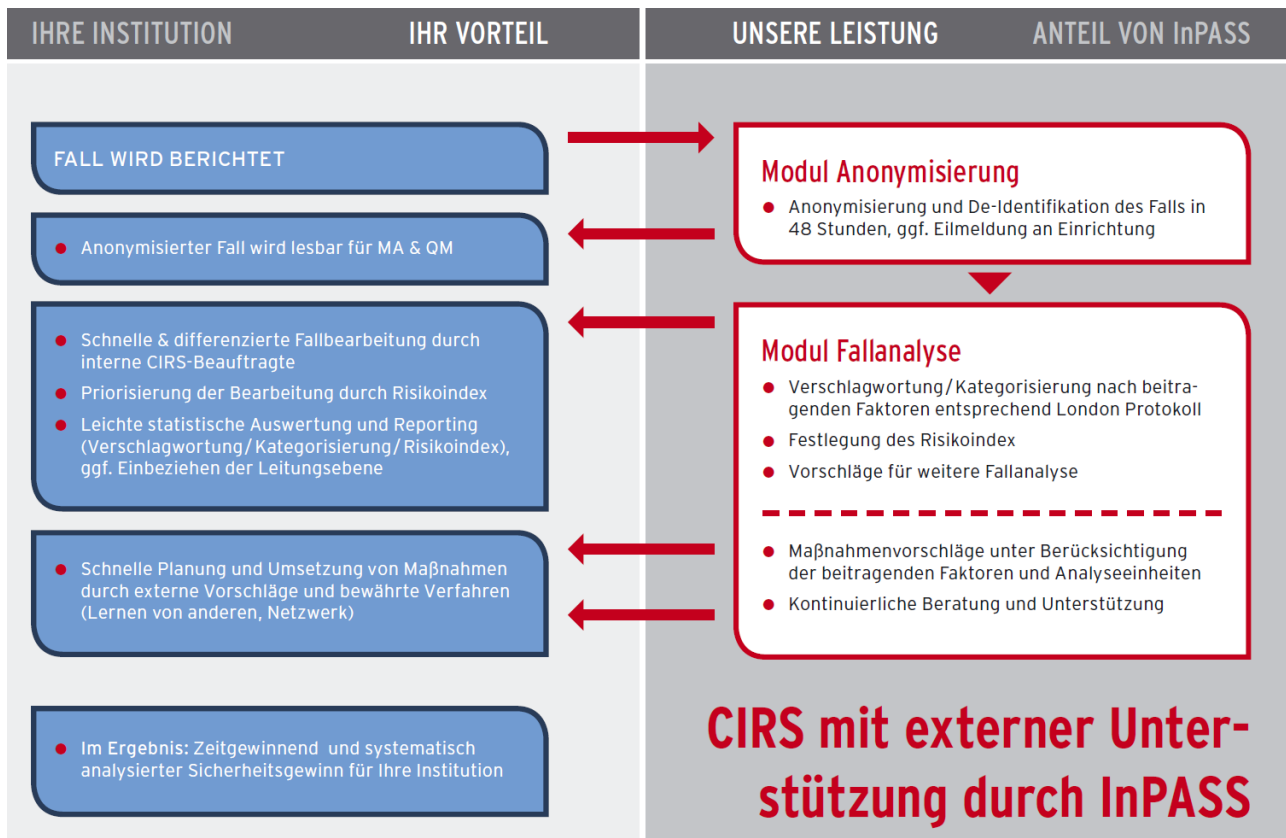 IHRE INSTITUTION
IHR VORTEIL
UNSERE LEISTUNG
ANTEIL VON InPASS
FALL WIRD BERICHTET
● Anonymisierter Fall wird lesbar für MA & QM
● Schnelle & differenzierte Fallbearbeitung durch
interne CIRS-Beauftragte
● Priorisierung der Bearbeitung durch Risikoindex
● Leichte statistische Auswertung und Reporting
(Verschlagwortung/Kategorisierung/Risikoindex),
ggf. Einbeziehen der Leitungsebene
● Schnelle Planung und Umsetzung von Maßnahmen
durch externe Vorschläge und bewährte Verfahren
(Lernen von anderen, Netzwerk)
● Im Ergebnis: Zeitgewinnend und systematisch
analysierter Sicherheitsgewinn für Ihre Institution
Modul Anonymisierung
● Anonymisierung und De-Identifikation des Falls in
48 Stunden, ggf. Eilmeldung an Einrichtung
Modul Fallanalyse
● Verschlagwortung/Kategorisierung nach beitra-
genden Faktoren entsprechend London Protokoll
● Festlegung des Risikoindex
● Vorschläge für weitere Fallanalyse
● Maßnahmenvorschläge unter Berücksichtigung
der beitragenden Faktoren und Analyseeinheiten
● Kontinuierliche Beratung und Unterstützung
CIRS mit externer Unter-
stützung durch InPASS